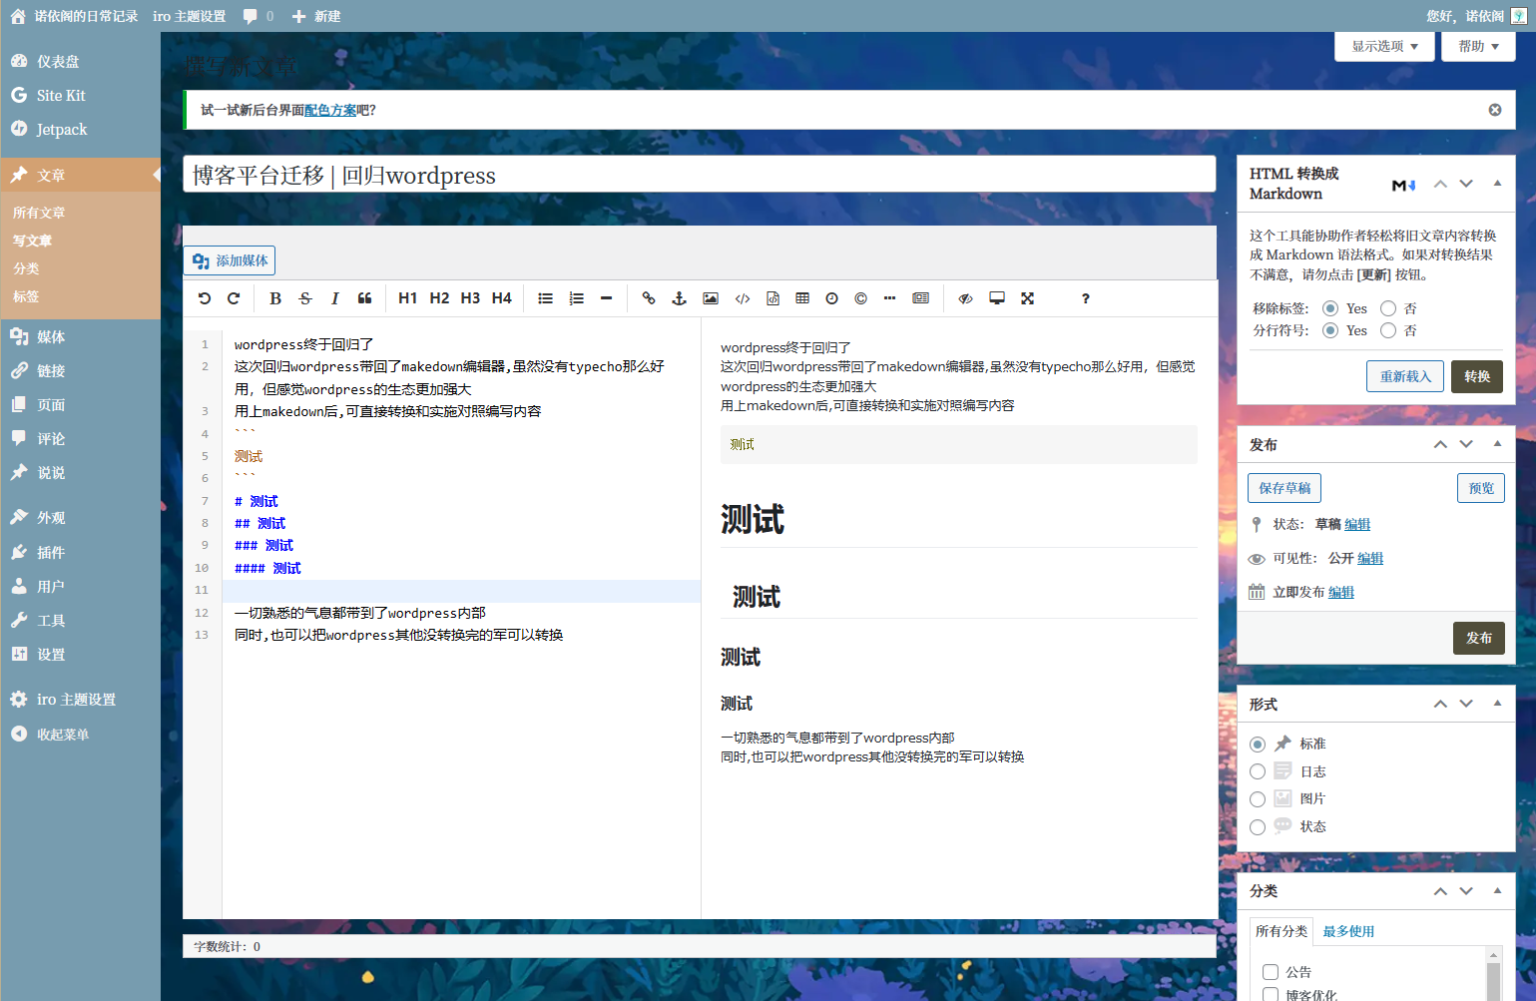 诺依阁的日常记录 iro 主题设置 0 新建
您好，诺依阁
显示选项 帮助
仪表盘
Site Kit
Jetpack
文章
所有文章
写文章
分类
标签
媒体
链接
页面
评论
说说
外观
插件
用户
工具
设置
iro 主题设置
收起菜单
撰写新文章
试一试新后台界面配色方案吧？
博客平台迁移 | 回归wordpress
添加媒体
B S I H1 H2 H3 H4 ?
1 wordpress终于回归了
2 这次回归wordpress带回了makedown编辑器,虽然没有typecho那么好
用，但感觉wordpress的生态更加强大
3 用上makedown后,可直接转换和实施对照编写内容
4 ```
5 测试
6 ```
7 # 测试
8 ## 测试
9 ### 测试
10 #### 测试
11
12 一切熟悉的气息都带到了wordpress内部
13 同时,也可以把wordpress其他没转换完的军可以转换
wordpress终于回归了
这次回归wordpress带回了makedown编辑器,虽然没有typecho那么好用，但感觉
wordpress的生态更加强大
用上makedown后,可直接转换和实施对照编写内容
测试
测试
测试
测试
测试
一切熟悉的气息都带到了wordpress内部
同时,也可以把wordpress其他没转换完的军可以转换
字数统计：0
HTML 转换成
Markdown
M
这个工具能协助作者轻松将旧文章内容转换
成 Markdown 语法格式。如果对转换结果
不满意，请勿点击 [更新] 按钮。
移除标签: Yes 否
分行符号: Yes 否
重新载入 转换
发布
保存草稿 预览
状态： 草稿 编辑
可见性： 公开 编辑
立即发布 编辑
发布
形式
标准
日志
图片
状态
分类
所有分类 最多使用
公告
博客优化